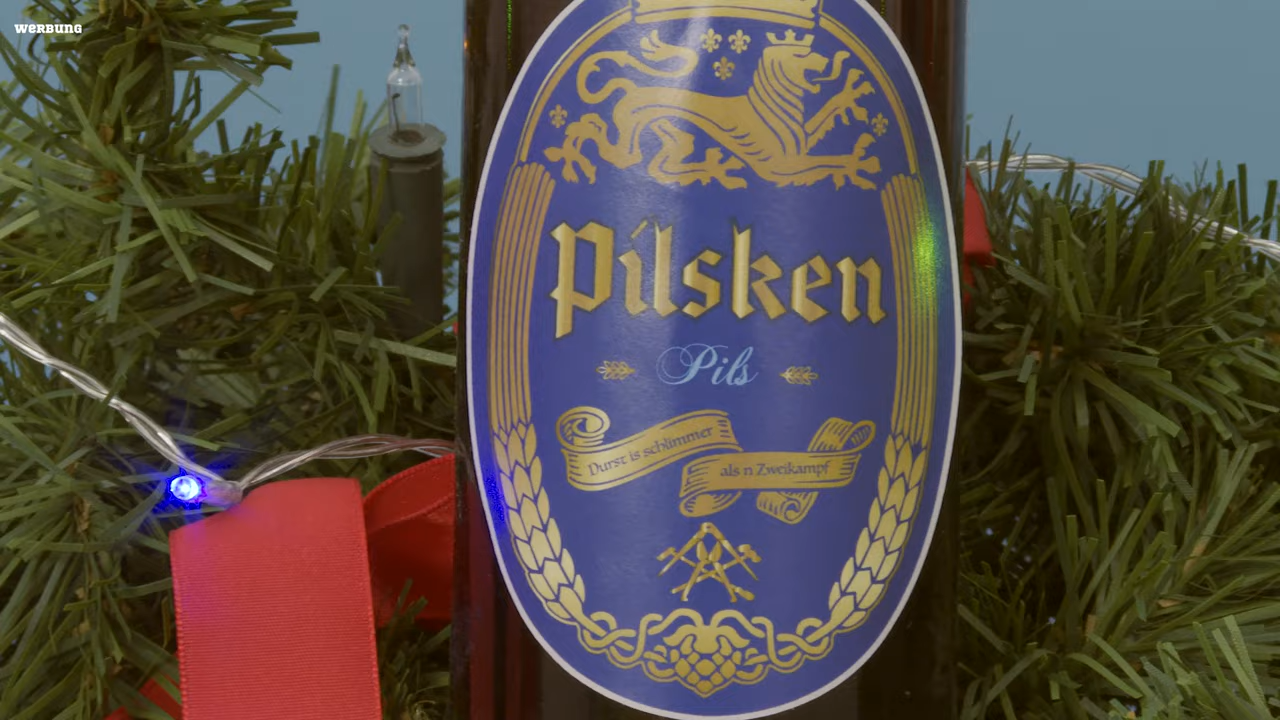 WERBUNG
Pilsken
Pils
Durst is schlimmer
als n Zweikampf